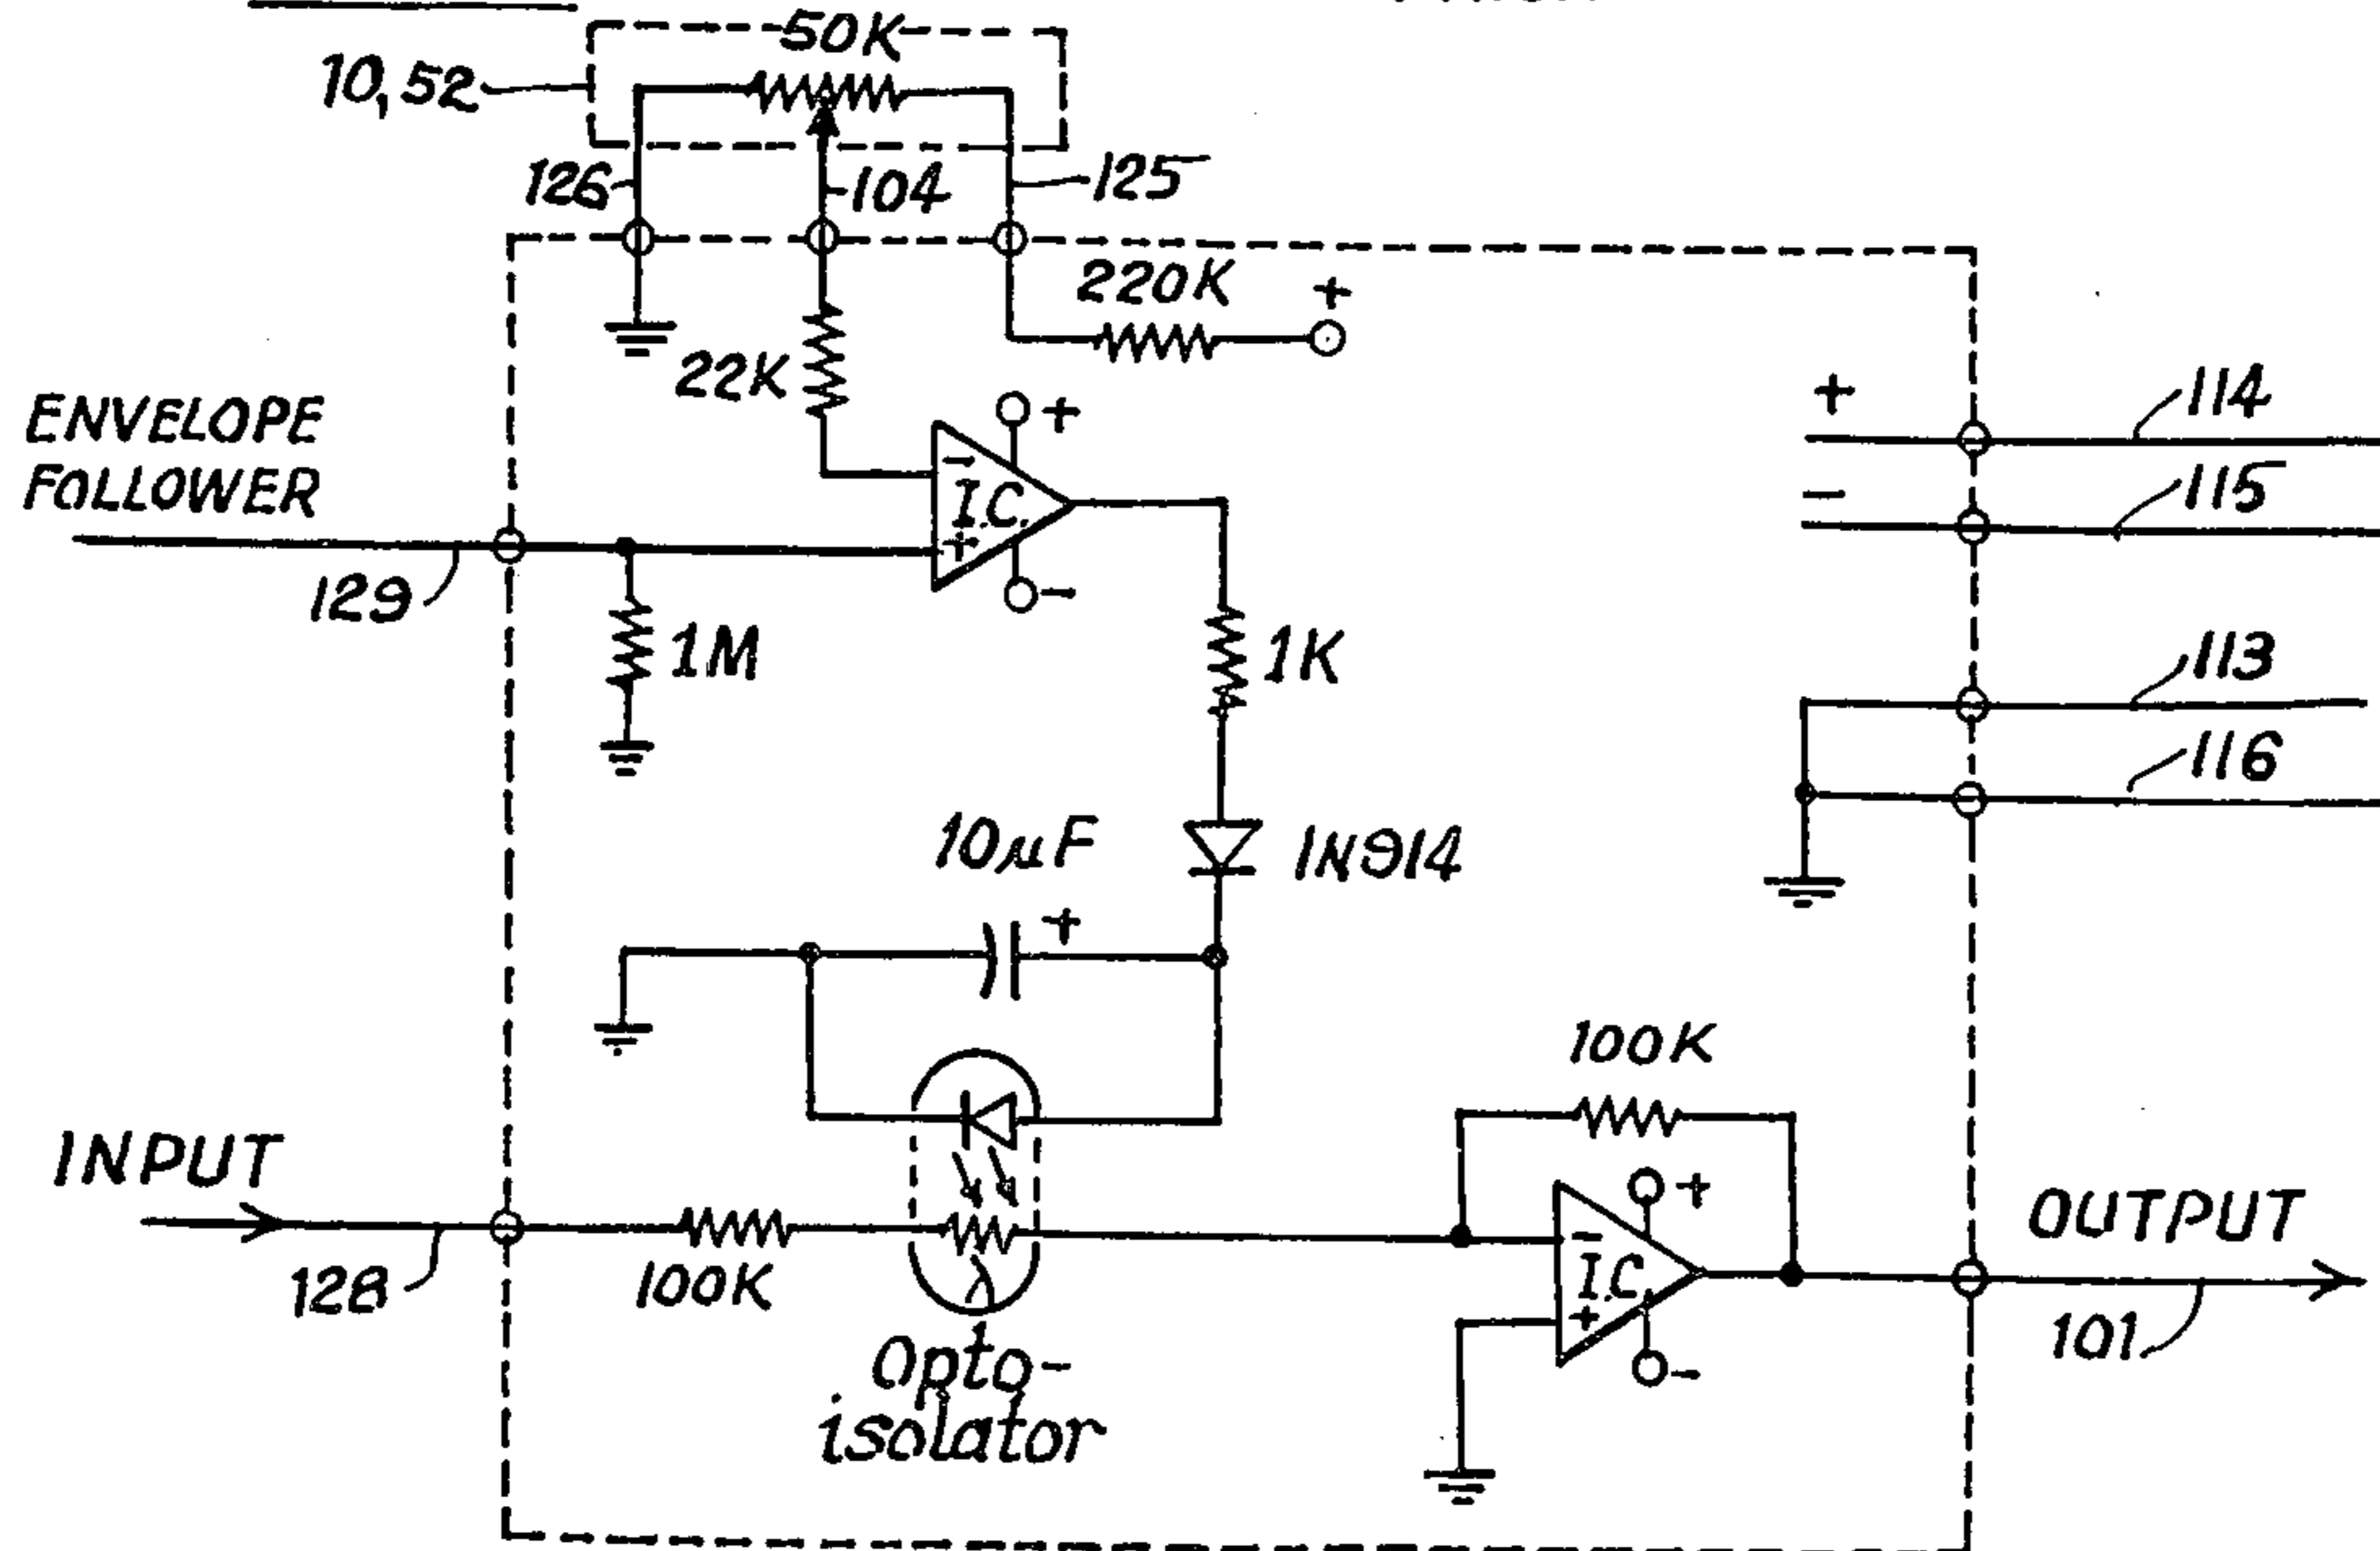 50K
10,52
126
104
125
220K
+
22K
ENVELOPE
FOLLOWER
+
-
I.C.
+
-
129
1M
1K
+
114
-
115
113
116
10µF
+
1N914
100K
INPUT
128
100K
λ
Opto-
isolator
+
-
I.C.
+
-
OUTPUT
101